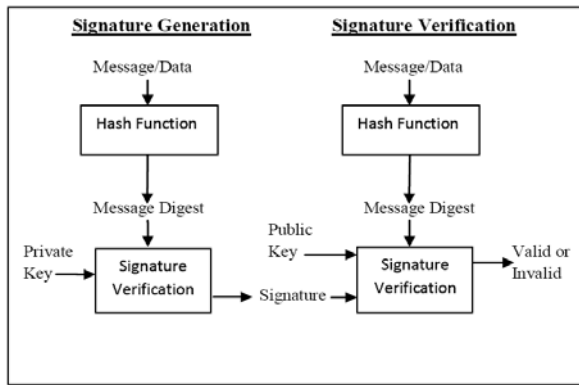 Signature Generation
Signature Verification
Message/Data
Message/Data
Hash Function
Hash Function
Message Digest
Message Digest
Private
Key
Signature
Verification
Signature
Public
Key
Signature
Verification
Valid or
Invalid